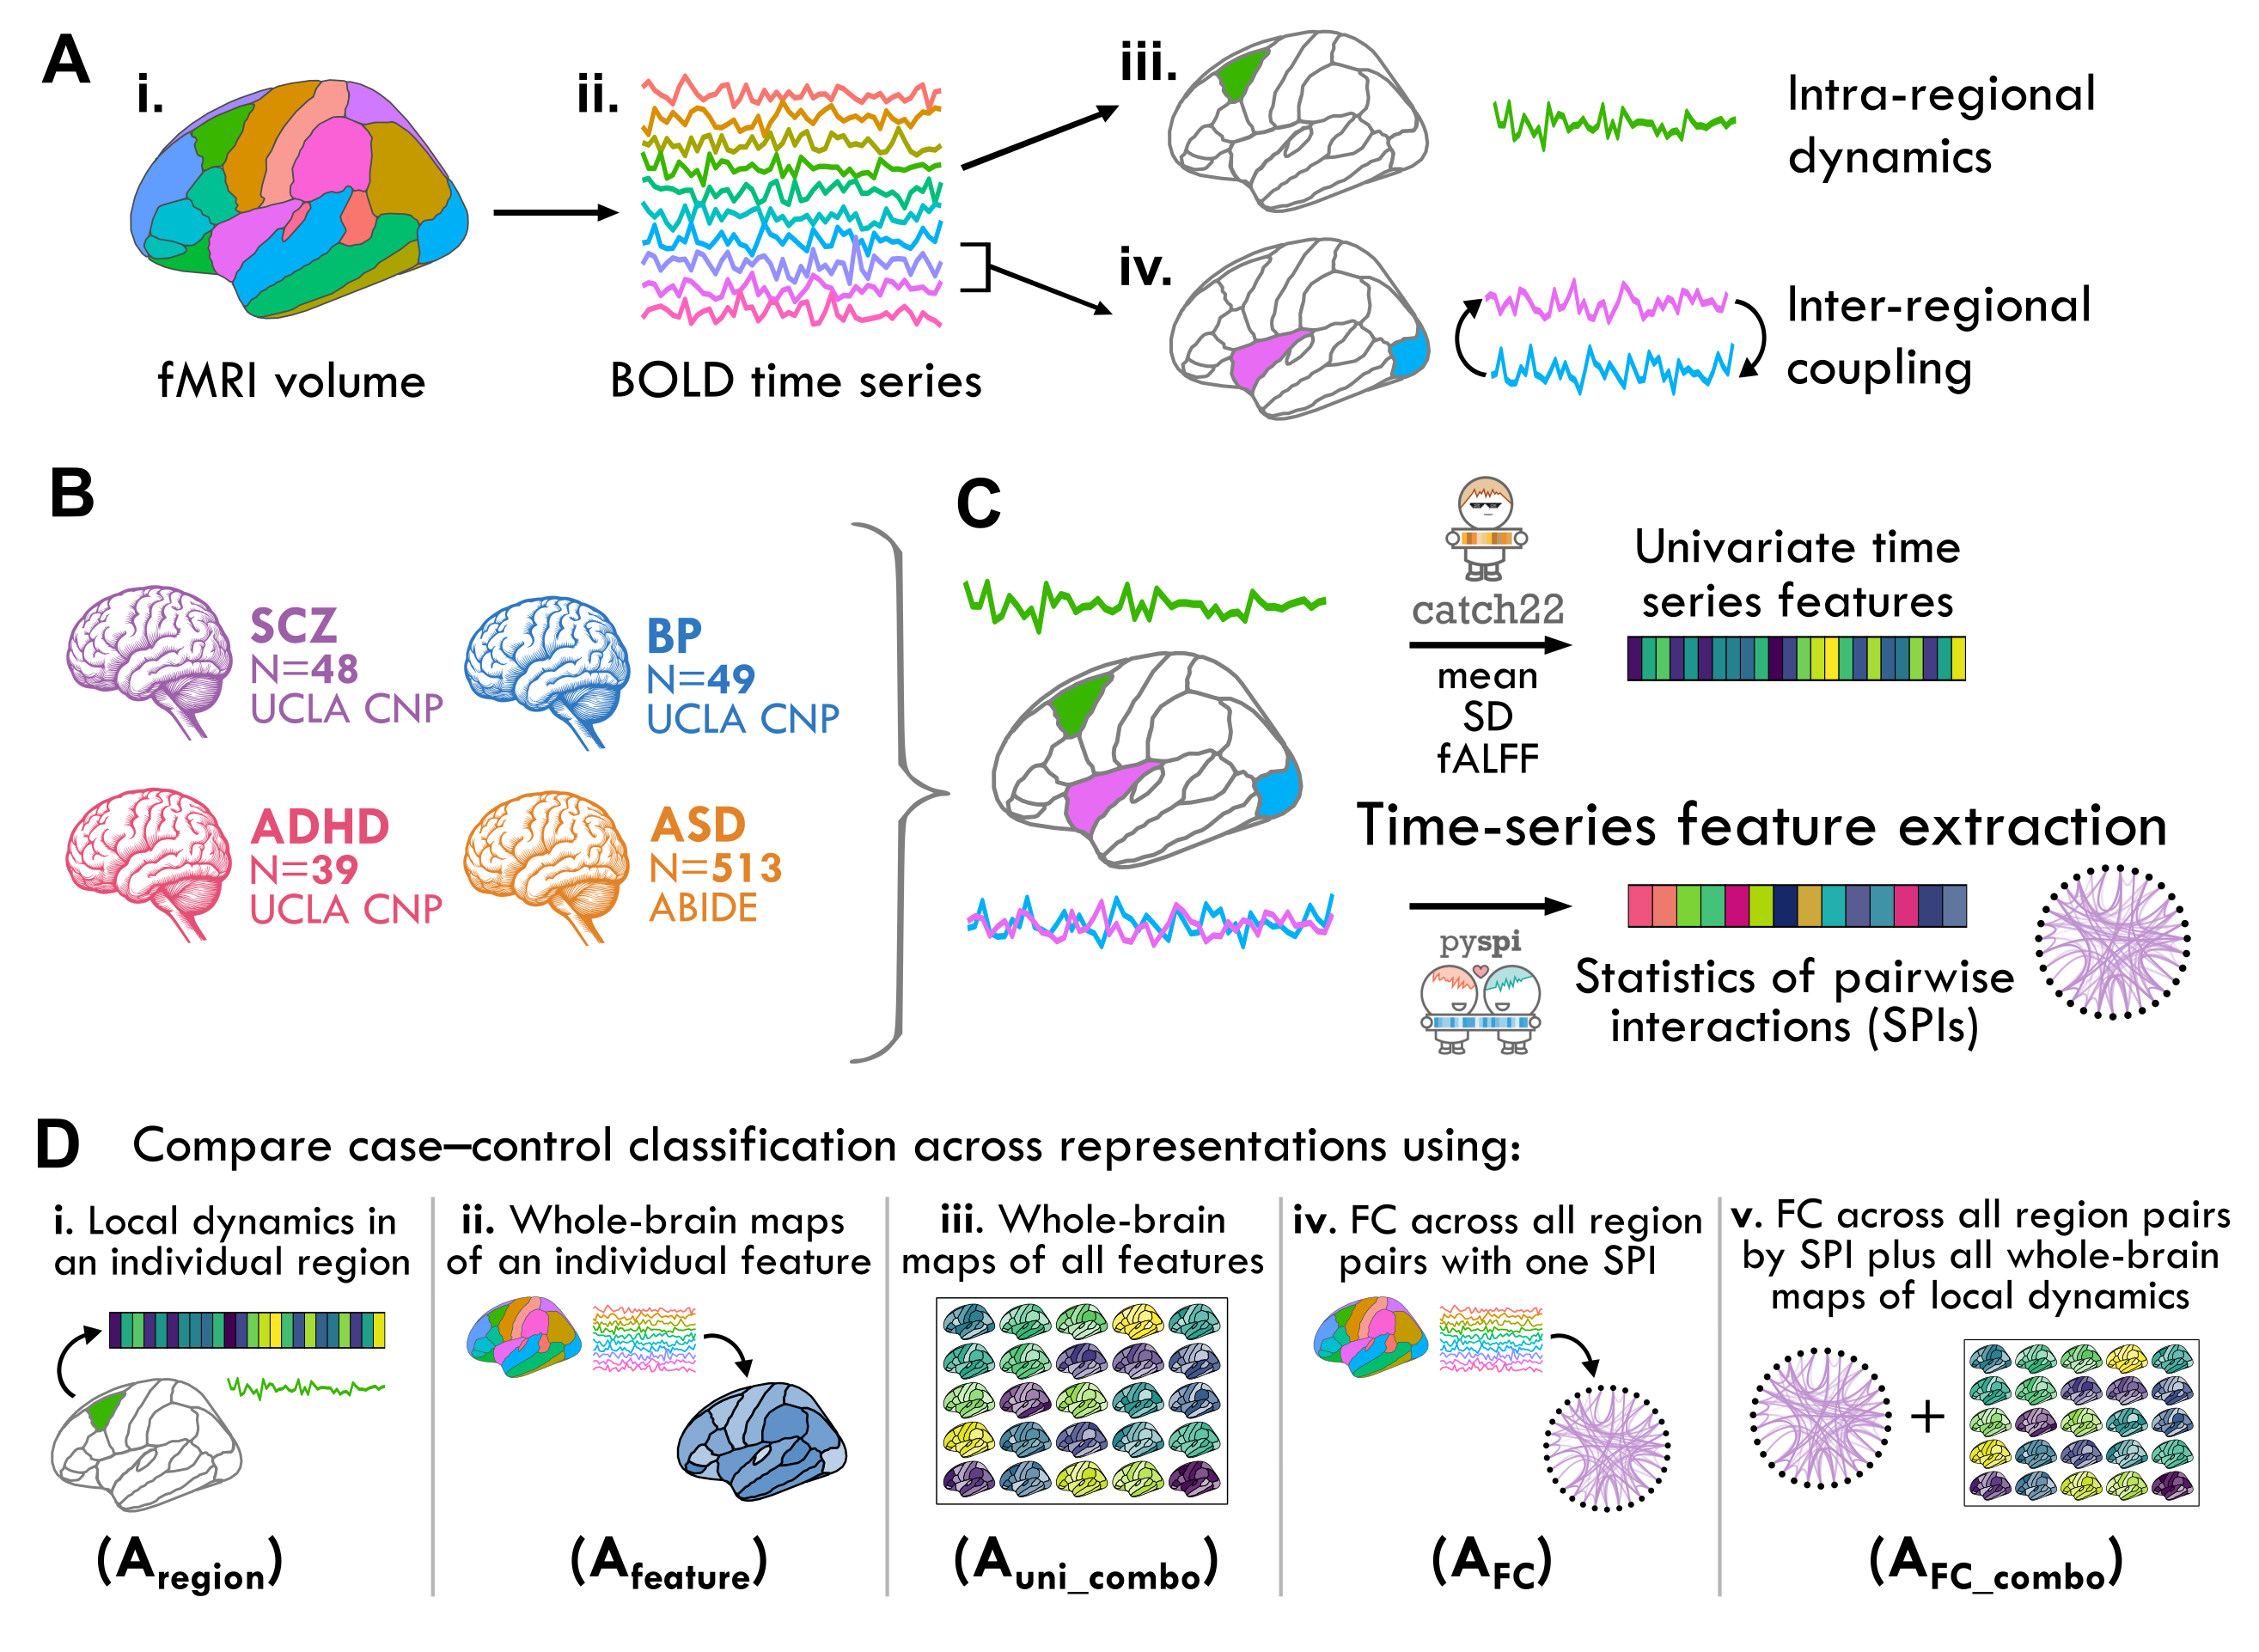 A
i.
fMRI volume
ii.
BOLD time series
iii.
Intra-regional
dynamics
iv.
Inter-regional
coupling
B
SCZ
N=48
UCLA CNP
BP
N=49
UCLA CNP
ADHD
N=39
UCLA CNP
ASD
N=513
ABIDE
C
catch22
mean
SD
fALFF
Univariate time
series features
Time-series feature extraction
pyspi
Statistics of pairwise
interactions (SPIs)
D
Compare case–control classification across representations using:
i. Local dynamics in
an individual region
(Aregion)
ii. Whole-brain maps
of an individual feature
(Afeature)
iii. Whole-brain
maps of all features
(Auni_combo)
iv. FC across all region
pairs with one SPI
(AFC)
v. FC across all region pairs
by SPI plus all whole-brain
maps of local dynamics
+
(AFC_combo)